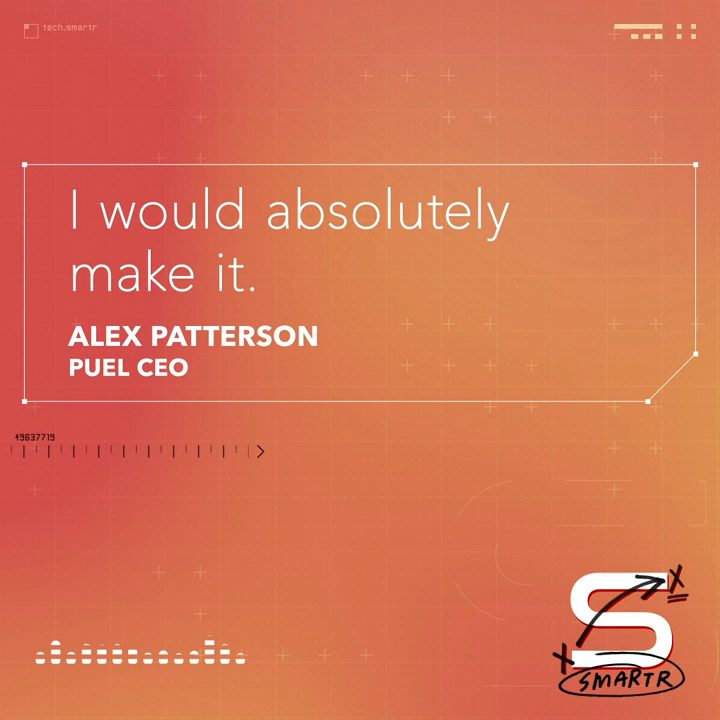 tech.smartr
I would absolutely
make it.
ALEX PATTERSON
PUEL CEO
49637719
S
X
X
SMARTR